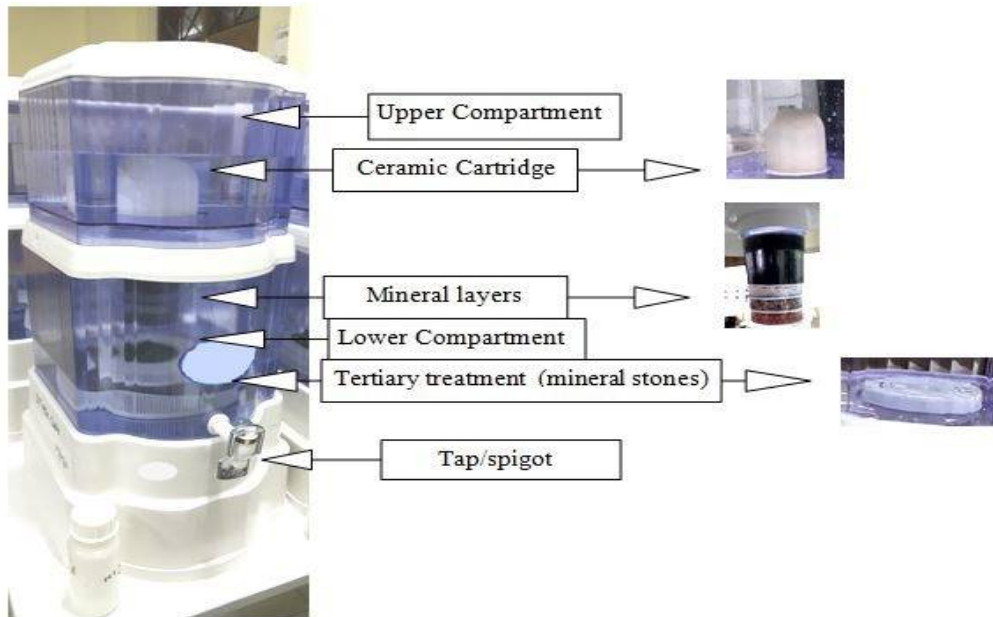 Upper Compartment
Ceramic Cartridge
Mineral layers
Lower Compartment
Tertiary treatment (mineral stones)
Tap/spigot